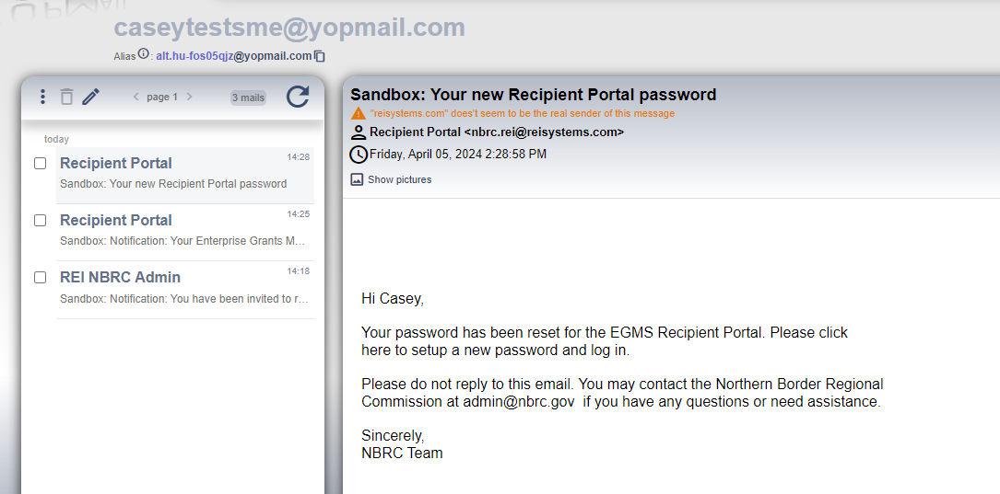 caseytestsme@yopmail.com
Alias : alt.hu-fos05qjz@yopmail.com
page 1
3 mails
today
Recipient Portal 14:28
Sandbox: Your new Recipient Portal password
Recipient Portal 14:25
Sandbox: Notification: Your Enterprise Grants M...
REI NBRC Admin 14:18
Sandbox: Notification: You have been invited to r...
Sandbox: Your new Recipient Portal password
"reisystems.com" does't seem to be the real sender of this message
Recipient Portal <nbrc.rei@reisystems.com>
Friday, April 05, 2024 2:28:58 PM
Show pictures
Hi Casey,
Your password has been reset for the EGMS Recipient Portal. Please click
here to setup a new password and log in.
Please do not reply to this email. You may contact the Northern Border Regional
Commission at admin@nbrc.gov  if you have any questions or need assistance.
Sincerely,
NBRC Team